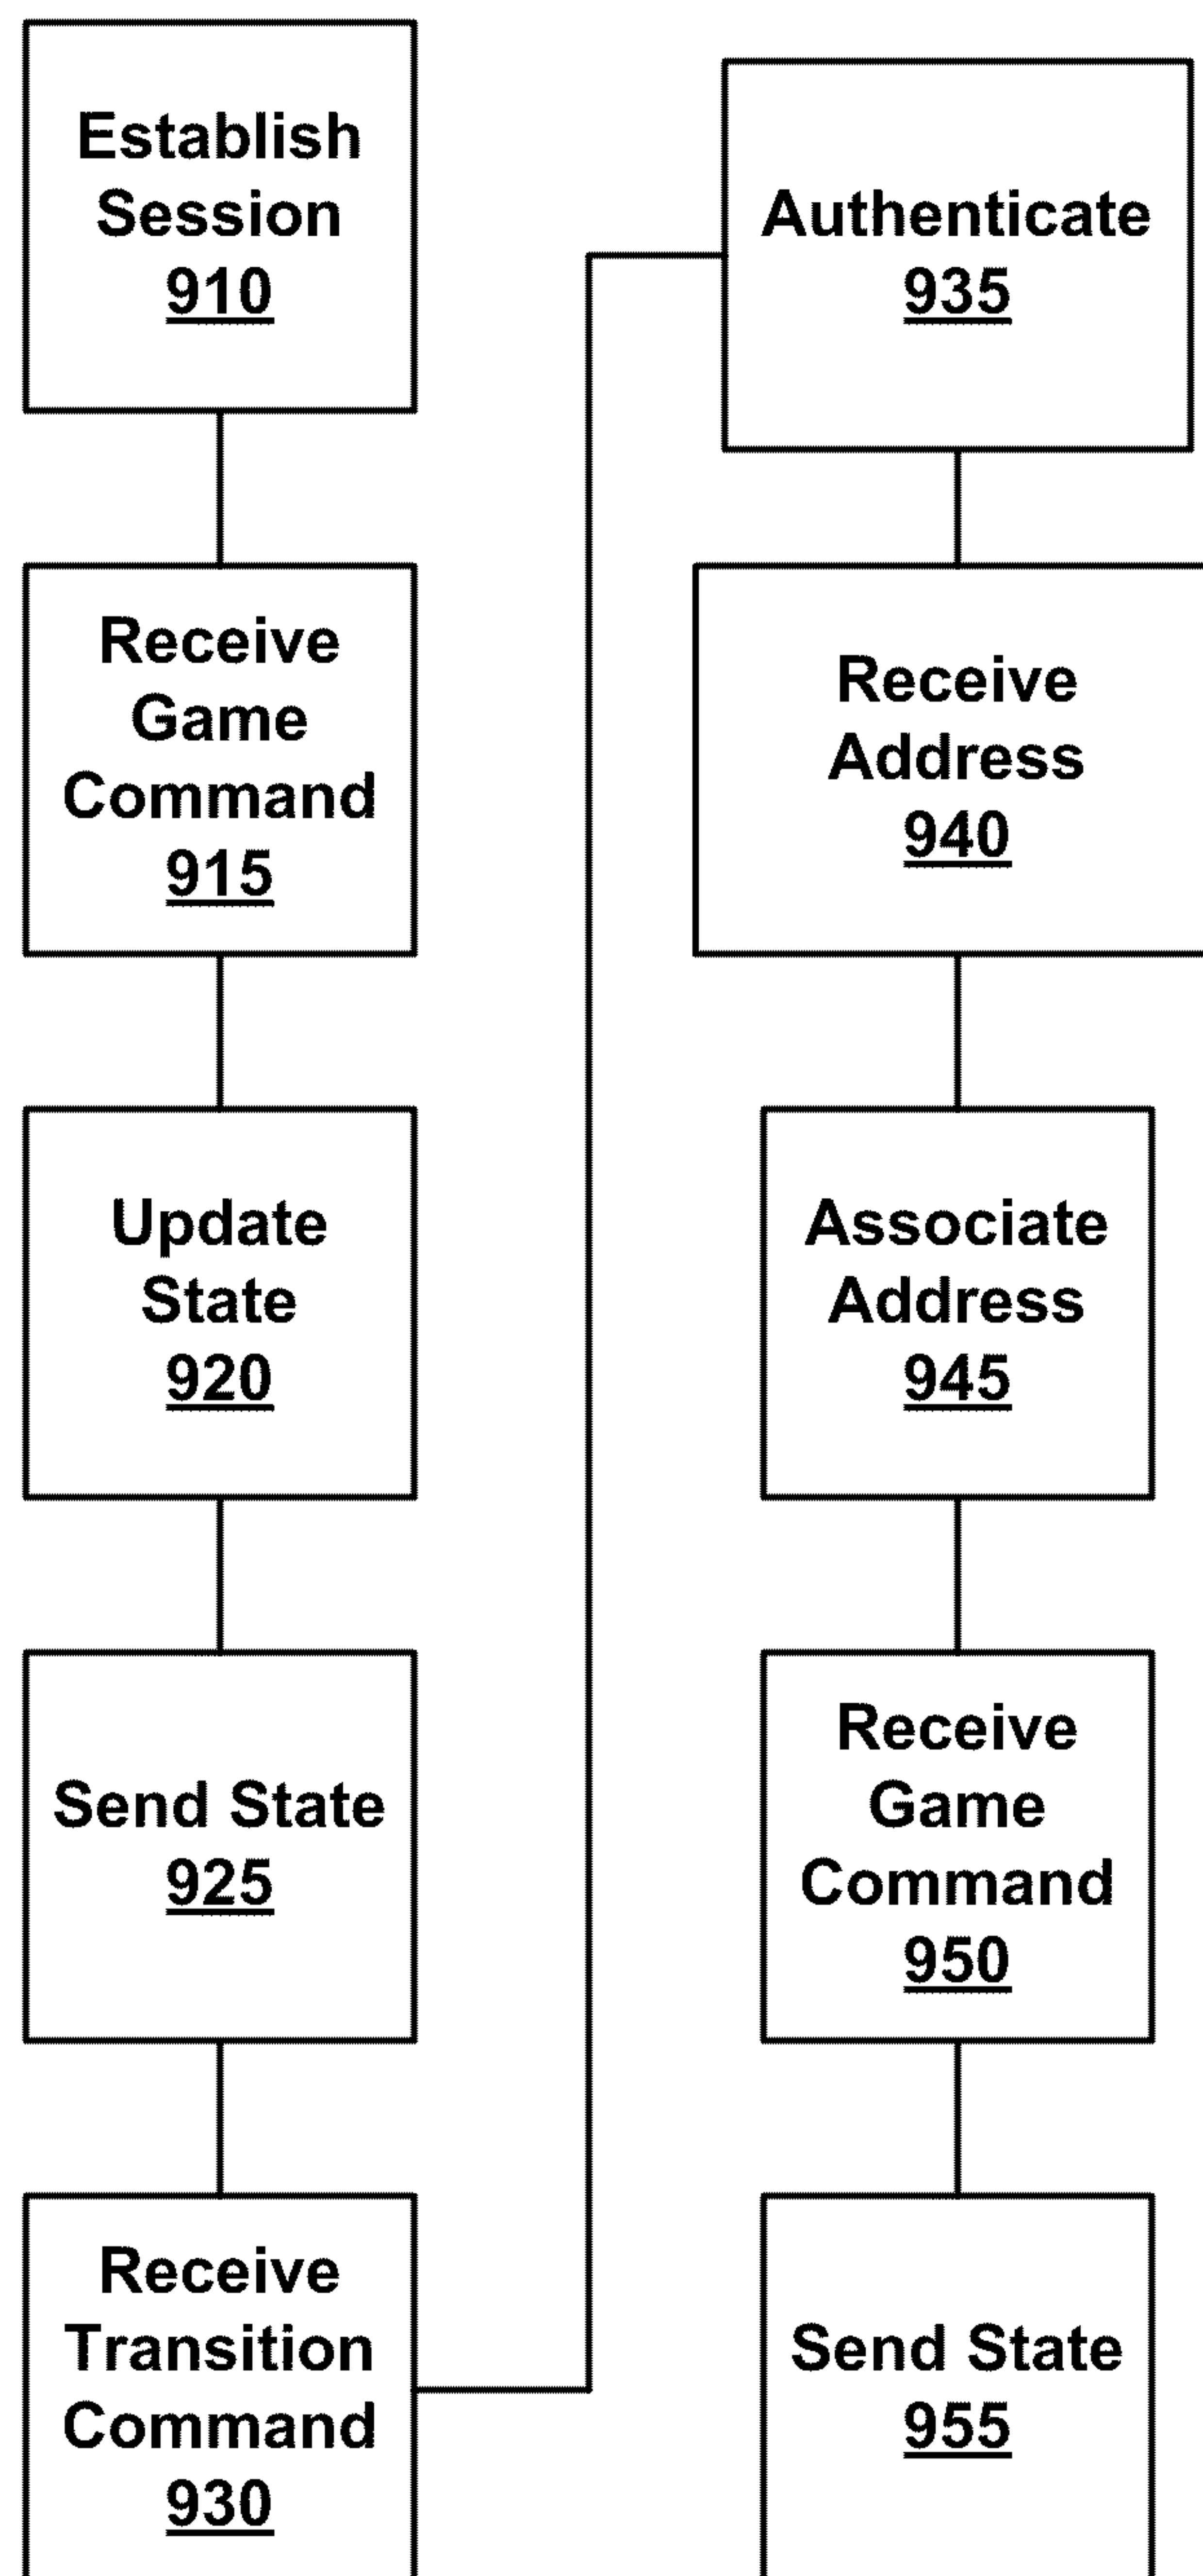 Establish
Session
910
Receive
Game
Command
915
Update
State
920
Send State
925
Receive
Transition
Command
930
Authenticate
935
Receive
Address
940
Associate
Address
945
Receive
Game
Command
950
Send State
955